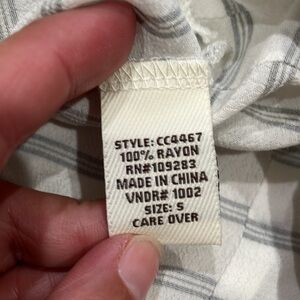 STYLE: CC4467
100% RAYON
RN#109283
MADE IN CHINA
VNDR# 1002
SIZE: S
CARE OVER